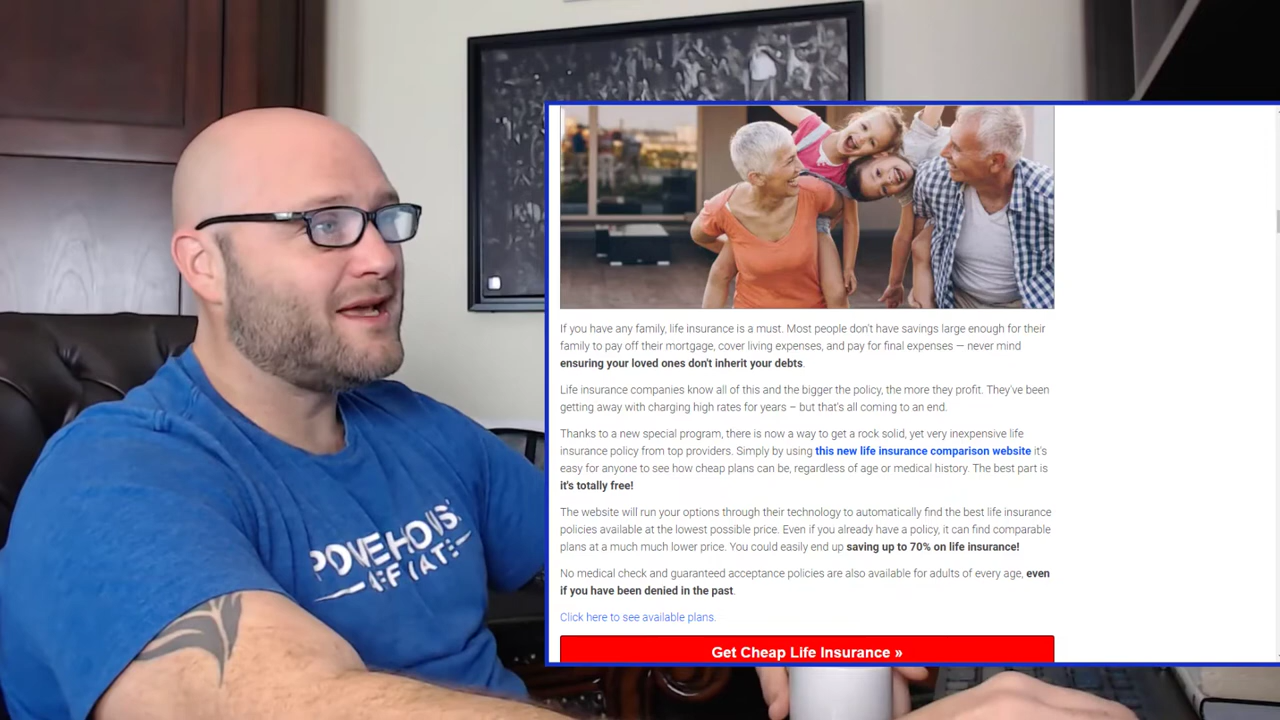 If you have any family, life insurance is a must. Most people don't have savings large enough for their
family to pay off their mortgage, cover living expenses, and pay for final expenses — never mind
ensuring your loved ones don't inherit your debts.
Life insurance companies know all of this and the bigger the policy, the more they profit. They've been
getting away with charging high rates for years – but that's all coming to an end.
Thanks to a new special program, there is now a way to get a rock solid, yet very inexpensive life
insurance policy from top providers. Simply by using this new life insurance comparison website it's
easy for anyone to see how cheap plans can be, regardless of age or medical history. The best part is
it's totally free!
The website will run your options through their technology to automatically find the best life insurance
policies available at the lowest possible price. Even if you already have a policy, it can find comparable
plans at a much much lower price. You could easily end up saving up to 70% on life insurance!
No medical check and guaranteed acceptance policies are also available for adults of every age, even
if you have been denied in the past.
Click here to see available plans.
Get Cheap Life Insurance »
POWERHOUSE
AFFILIATE